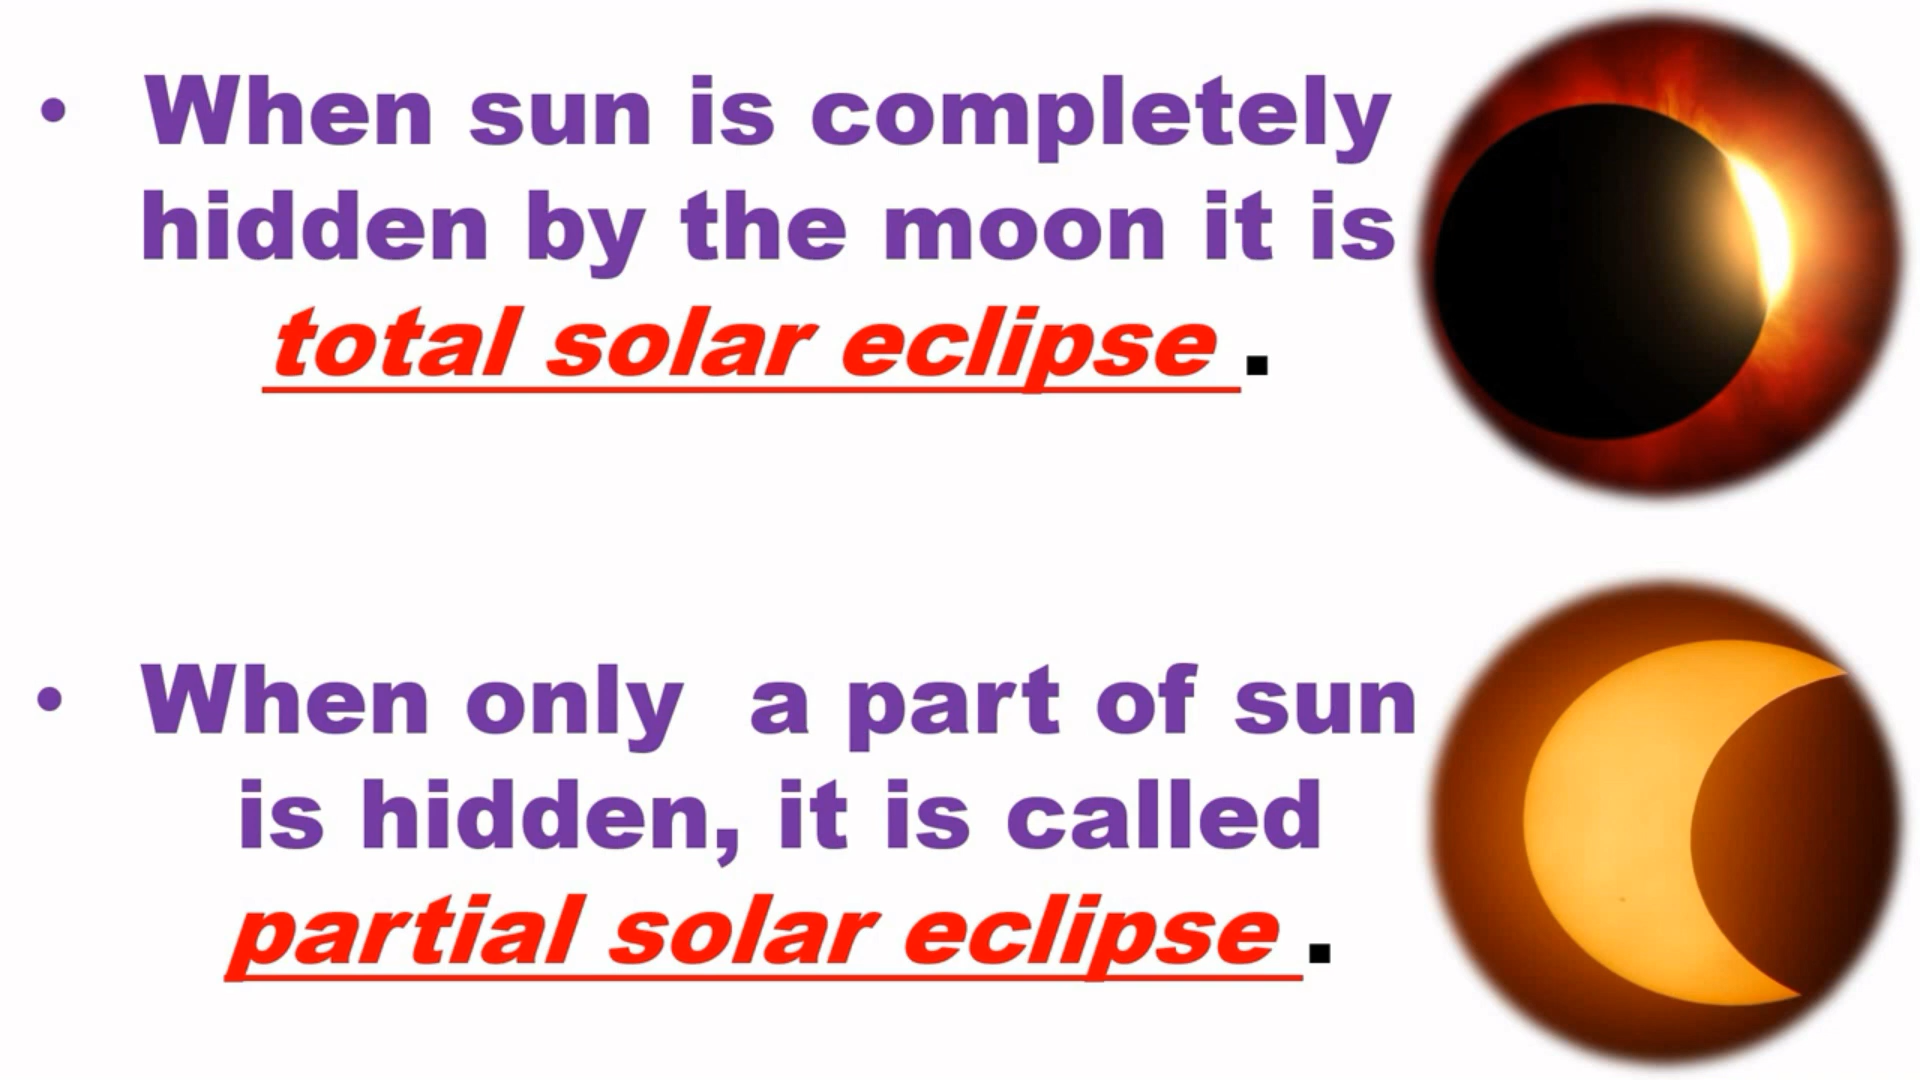 • When sun is completely
hidden by the moon it is
total solar eclipse .
• When only  a part of sun
is hidden, it is called
partial solar eclipse .